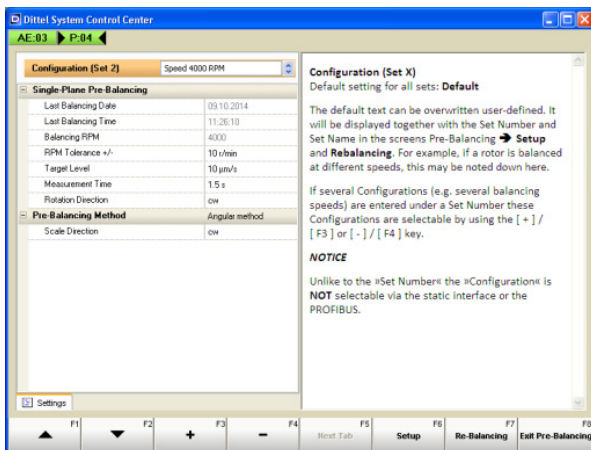 Dittel System Control Center
AE:03 P:04
Configuration (Set 2) Speed 4000 RPM
Single-Plane Pre-Balancing
Last Balancing Date 09.10.2014
Last Balancing Time 11:26:10
Balancing RPM 4000
RPM Tolerance +/- 10 r/min
Target Level 10 µm/s
Measurement Time 1.5 s
Rotation Direction cw
Pre-Balancing Method Angular method
Scale Direction cw
Settings
Configuration (Set X)
Default setting for all sets: Default
The default text can be overwritten user-defined. It
will be displayed together with the Set Number and
Set Name in the screens Pre-Balancing ➔ Setup
and Rebalancing. For example, if a rotor is balanced
at different speeds, this may be noted down here.
If several Configurations (e.g. several balancing
speeds) are entered under a Set Number these
Configurations are selectable by using the [ + ] /
[ F3 ] or [ - ] / [ F4 ] key.
NOTICE
Unlike to the »Set Number« the »Configuration« is
NOT selectable via the static interface or the
PROFIBUS.
F1 F2 F3 F4 F5 F6 F7 F8
+ - Next Tab Setup Re-Balancing Exit Pre-Balancing